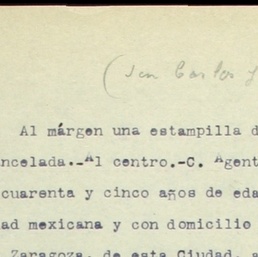 (Jan Carlos
Al márgen una estampilla d
ncelada.-Al centro.-C. Agent
cuarenta y cinco años de eda
ad mexicana y con domicilio
Zaragoza, de esta Ciudad, a